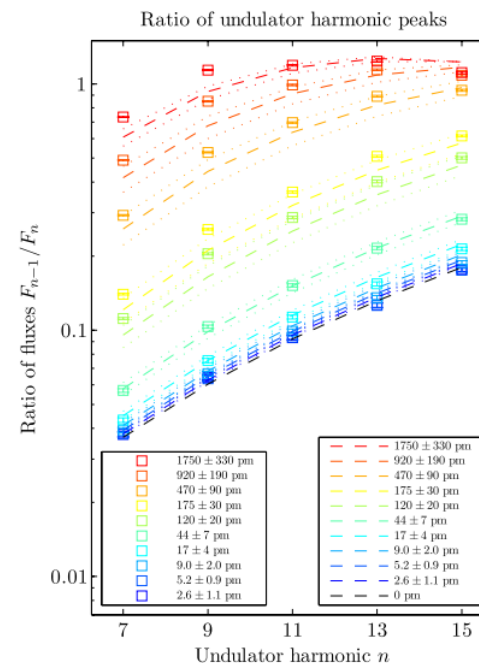 Ratio of undulator harmonic peaks
Ratio of fluxes F_{n−1}/F_n
1
0.1
0.01
1750 ± 330 pm
920 ± 190 pm
470 ± 90 pm
175 ± 30 pm
120 ± 20 pm
44 ± 7 pm
17 ± 4 pm
9.0 ± 2.0 pm
5.2 ± 0.9 pm
2.6 ± 1.1 pm
1750 ± 330 pm
920 ± 190 pm
470 ± 90 pm
175 ± 30 pm
120 ± 20 pm
44 ± 7 pm
17 ± 4 pm
9.0 ± 2.0 pm
5.2 ± 0.9 pm
2.6 ± 1.1 pm
0 pm
7 9 11 13 15
Undulator harmonic n